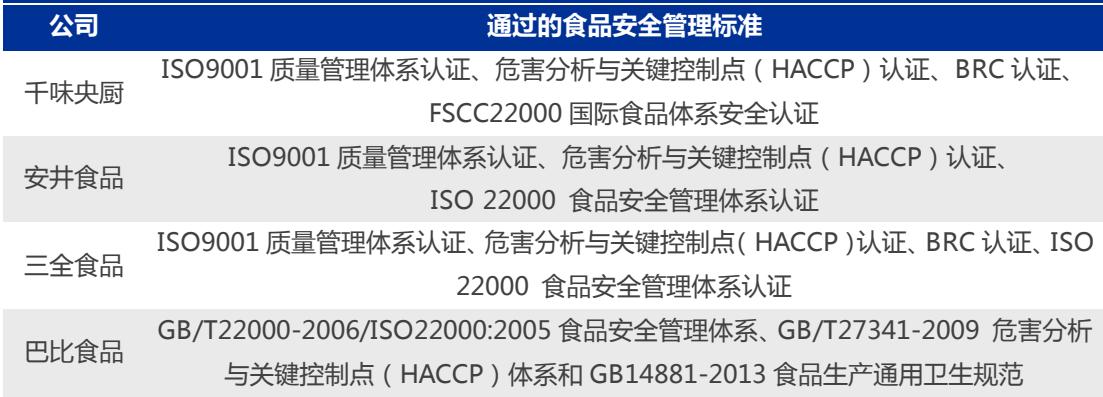 公司 通过的食品安全管理标准
千味央厨
ISO9001 质量管理体系认证、危害分析与关键控制点（HACCP）认证、BRC 认证、
FSCC22000 国际食品体系安全认证
安井食品
ISO9001 质量管理体系认证、危害分析与关键控制点（HACCP）认证、
ISO 22000 食品安全管理体系认证
三全食品
ISO9001 质量管理体系认证、危害分析与关键控制点（HACCP）认证、BRC 认证、ISO
22000 食品安全管理体系认证
巴比食品
GB/T22000-2006/ISO22000:2005 食品安全管理体系、GB/T27341-2009 危害分析
与关键控制点（HACCP）体系和 GB14881-2013 食品生产通用卫生规范